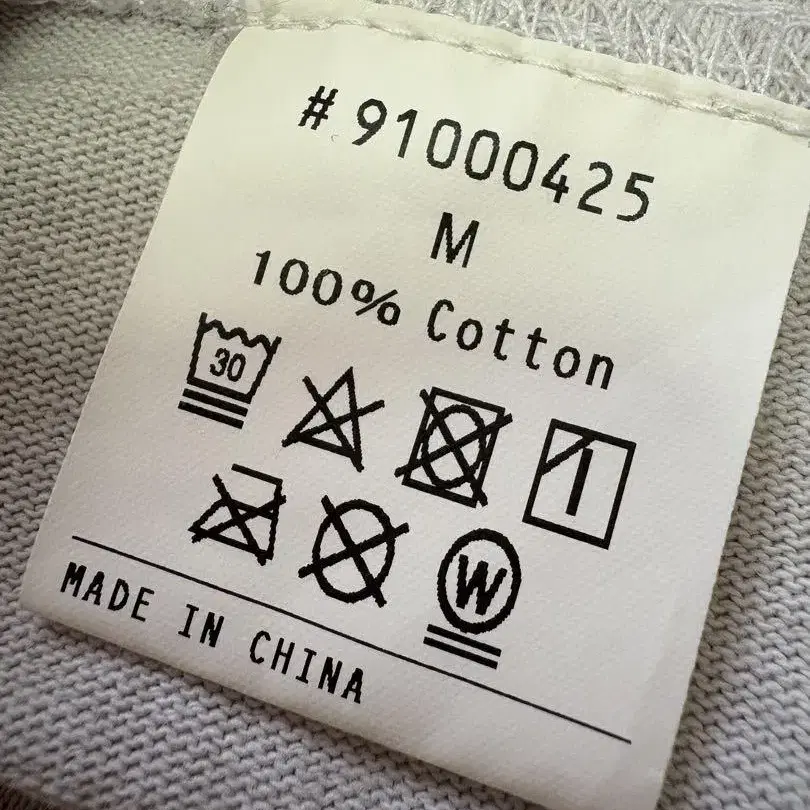 # 91000425
M
100% Cotton
30
W
MADE IN CHINA